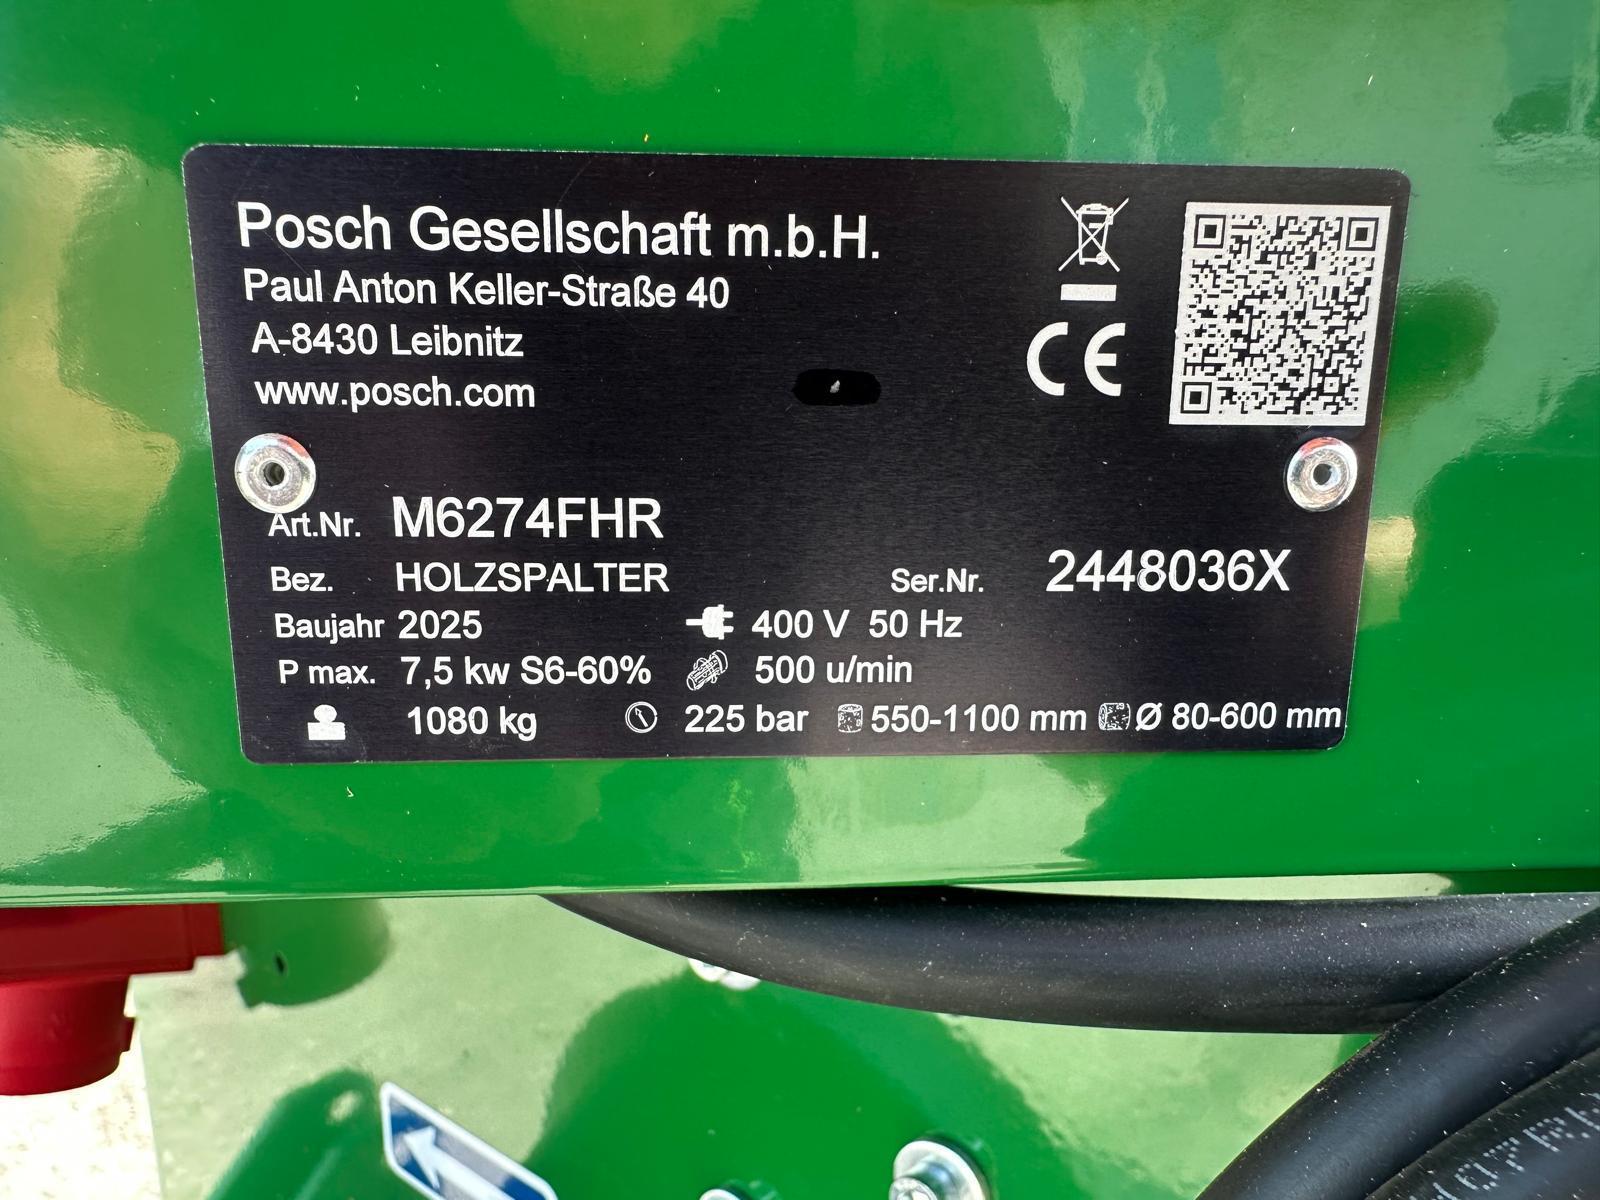 Posch Gesellschaft m.b.H.
Paul Anton Keller-Straße 40
A-8430 Leibnitz
www.posch.com
CE
Art.Nr. M6274FHR
Bez. HOLZSPALTER
Ser.Nr. 2448036X
Baujahr 2025 400 V 50 Hz
P max. 7,5 kw S6-60% 500 u/min
1080 kg 225 bar 550-1100 mm Ø 80-600 mm